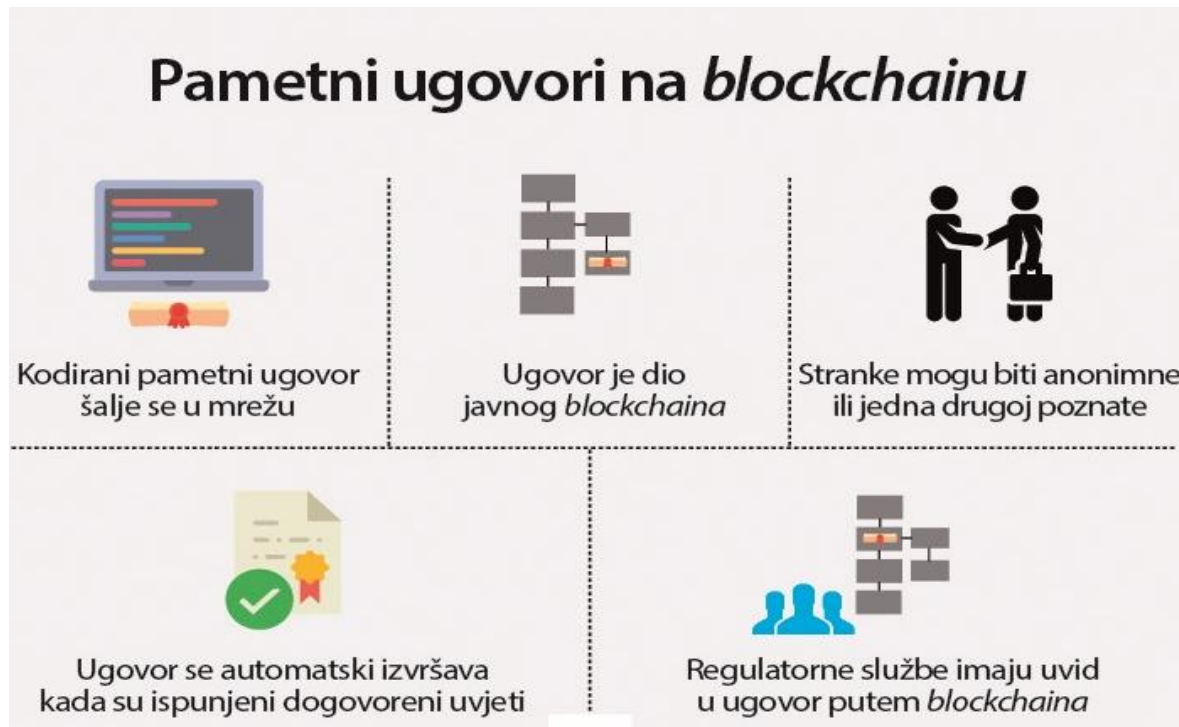 Pametni ugovori na blockchainu
Kodirani pametni ugovor
šalje se u mrežu
Ugovor je dio
javnog blockchaina
Stranke mogu biti anonimne
ili jedna drugoj poznate
Ugovor se automatski izvršava
kada su ispunjeni dogovoreni uvjeti
Regulatorne službe imaju uvid
u ugovor putem blockchaina